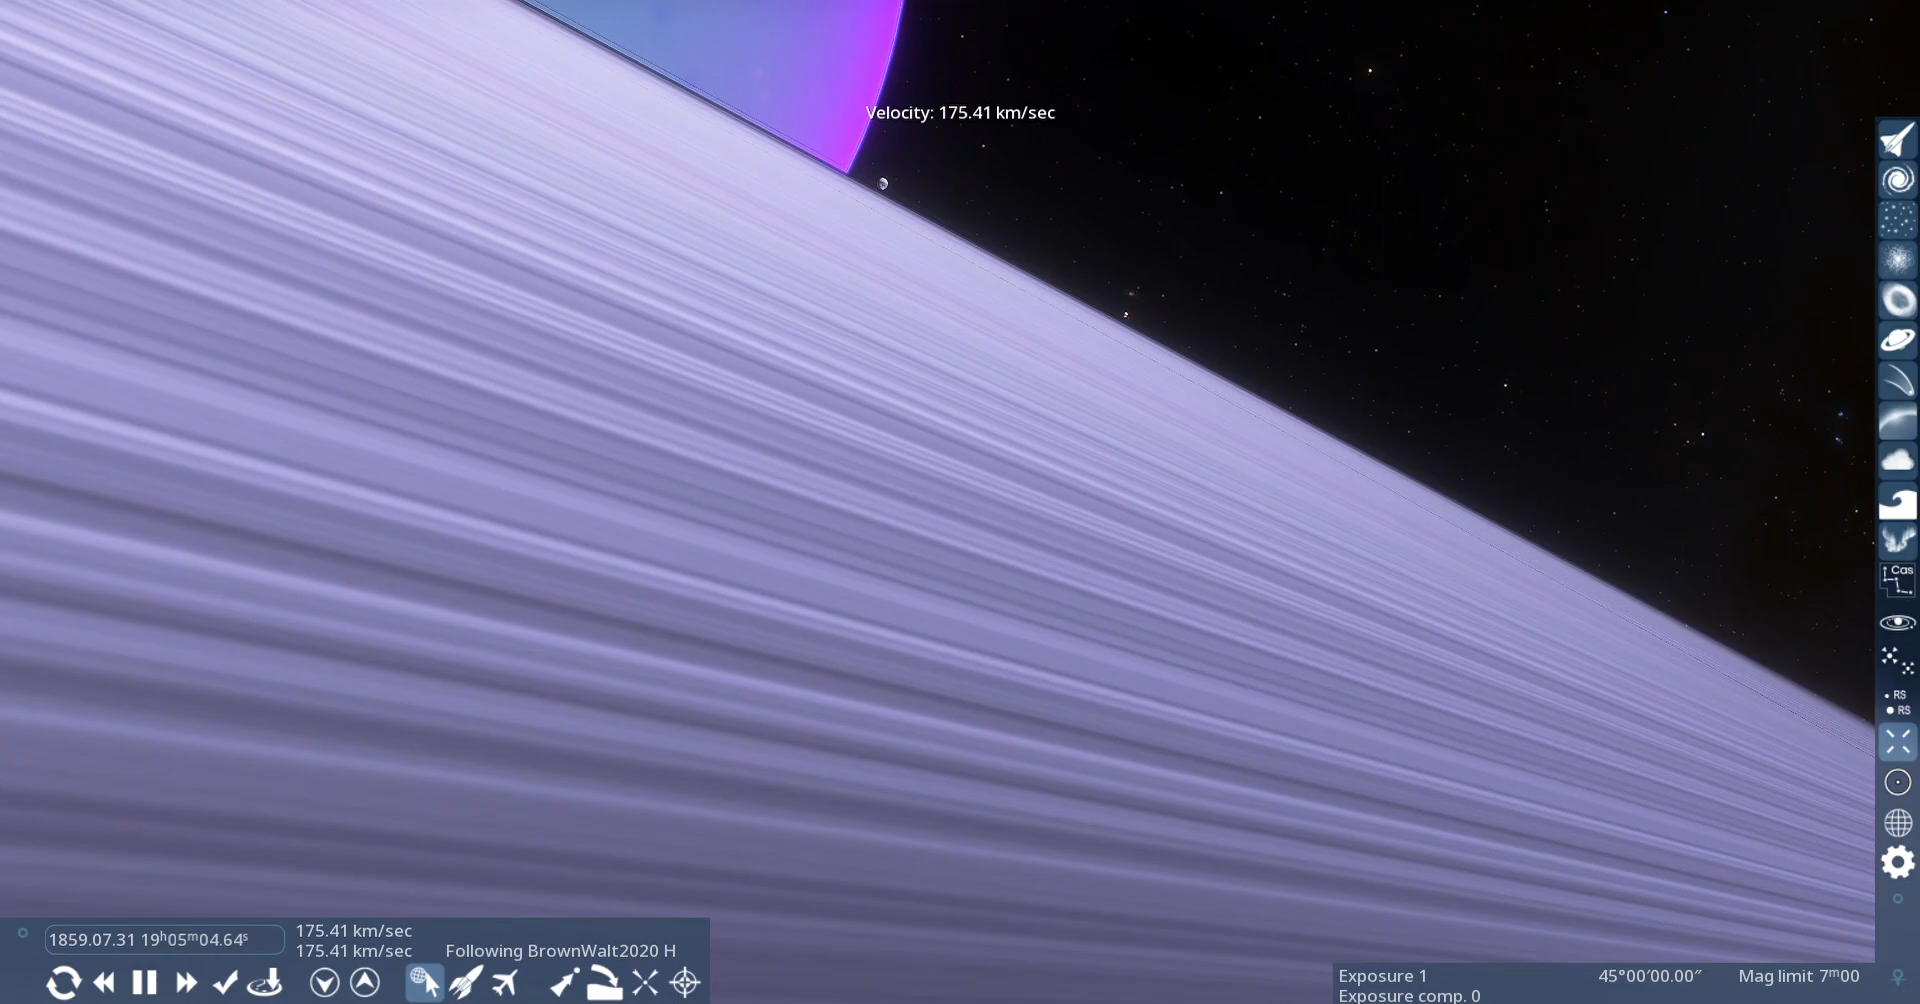 Velocity: 175.41 km/sec
Cas
RS
RS
1859.07.31 19h05m04.64s
175.41 km/sec
175.41 km/sec
Following BrownWalt2020 H
Exposure 1
45°00′00.00″
Mag limit 7m00
Exposure comp. 0